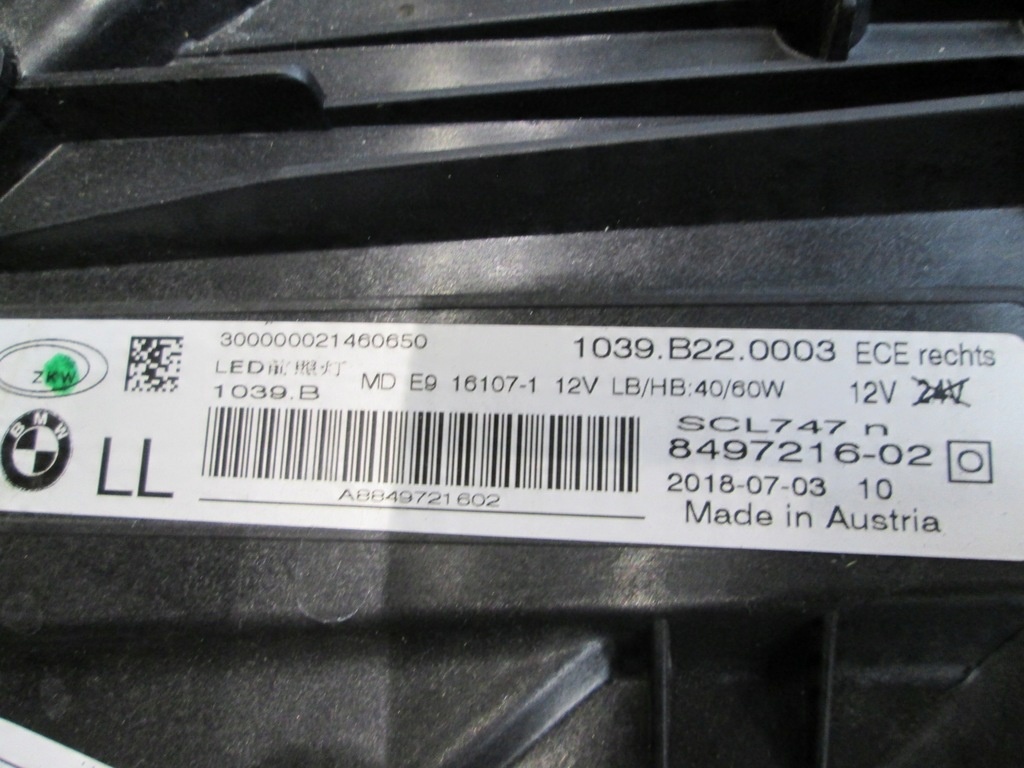 300000021460650
1039.B22.0003 ECE rechts
ZKW
LED前照灯
MD E9 16107-1 12V LB/HB:40/60W
12V 24V
1039.B
BMW
LL
SCL747 n
8497216-02
A8849721602
2018-07-03 10
Made in Austria